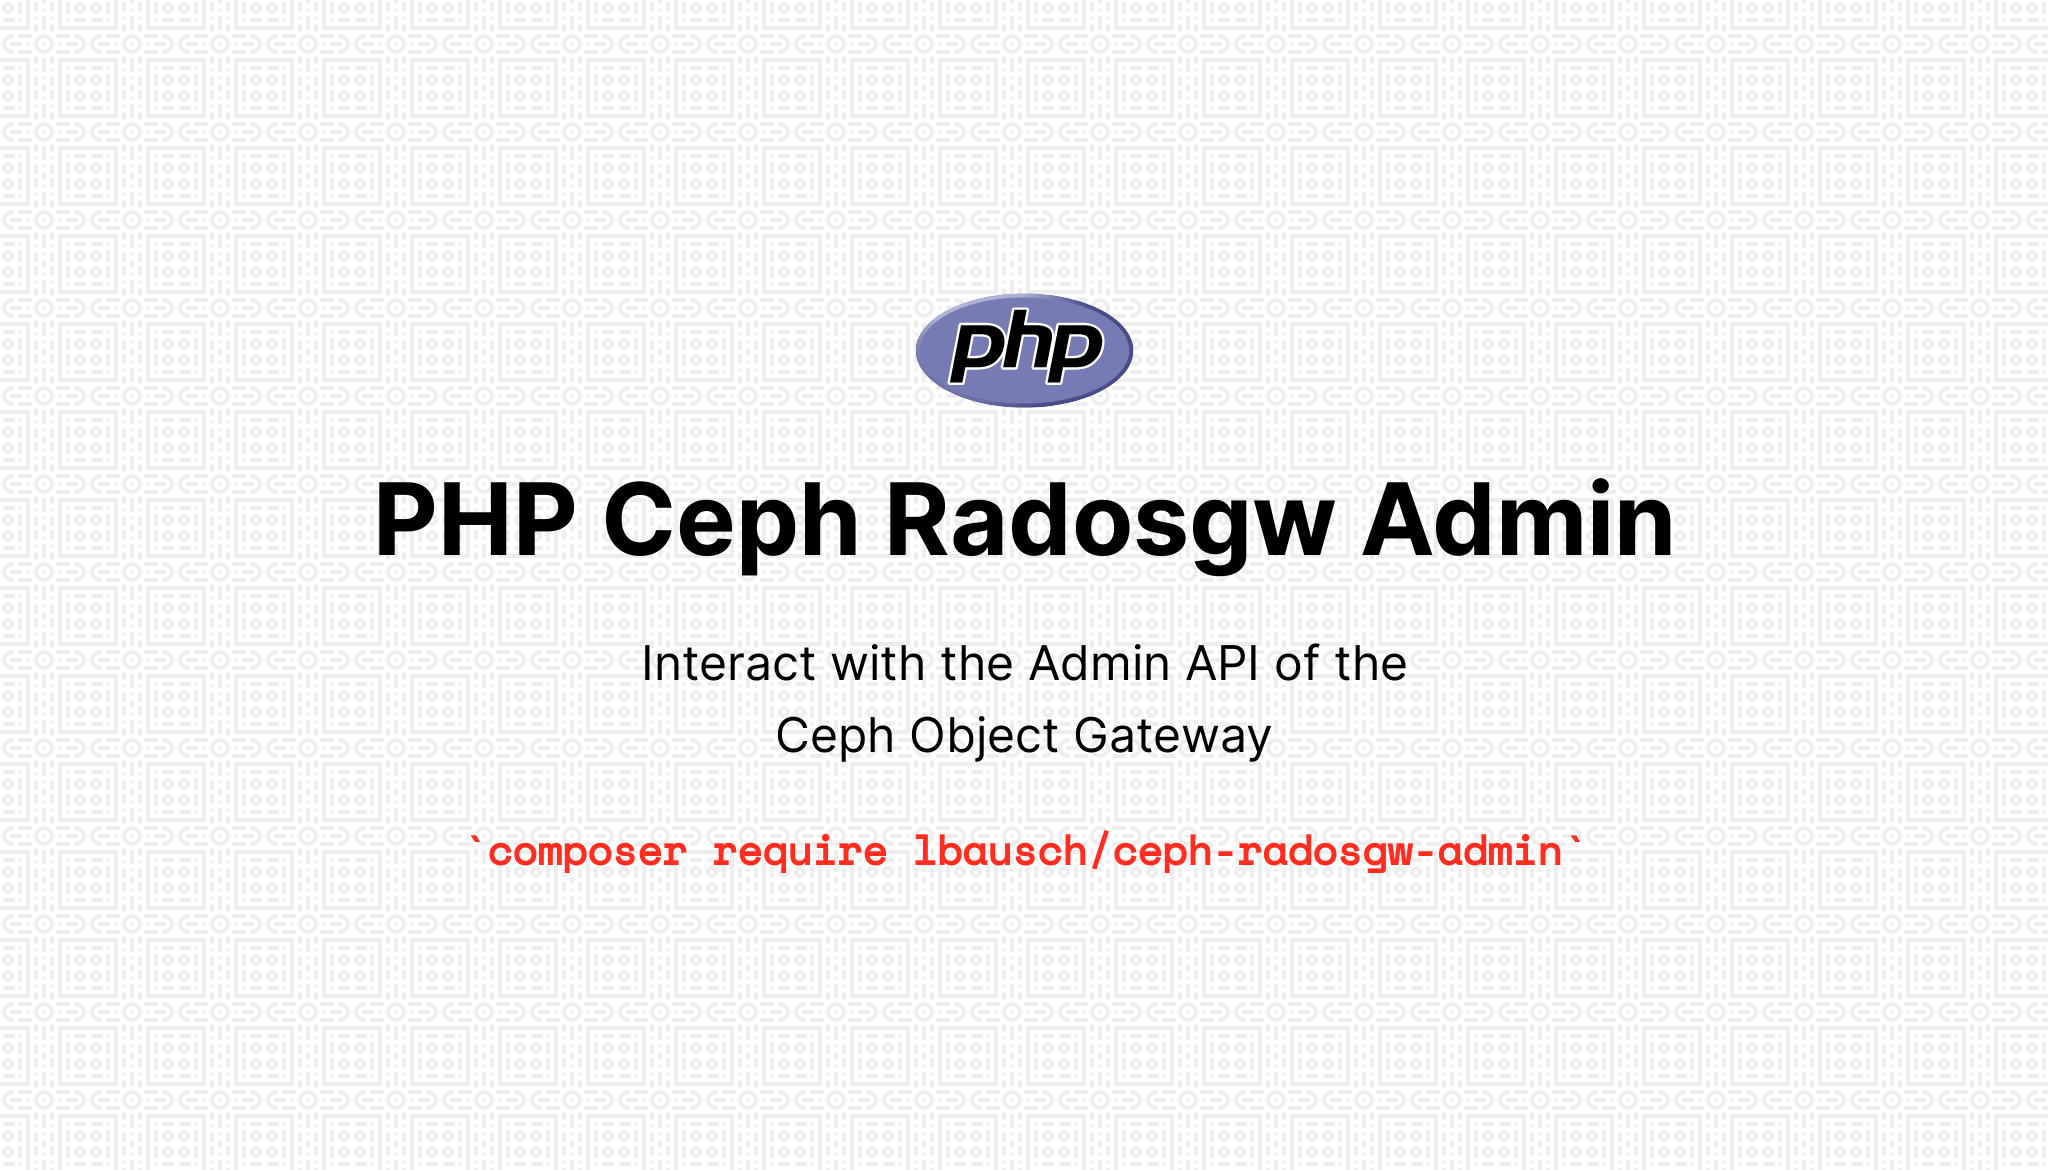 php
PHP Ceph Radosgw Admin
Interact with the Admin API of the
Ceph Object Gateway
`composer require lbausch/ceph-radosgw-admin`